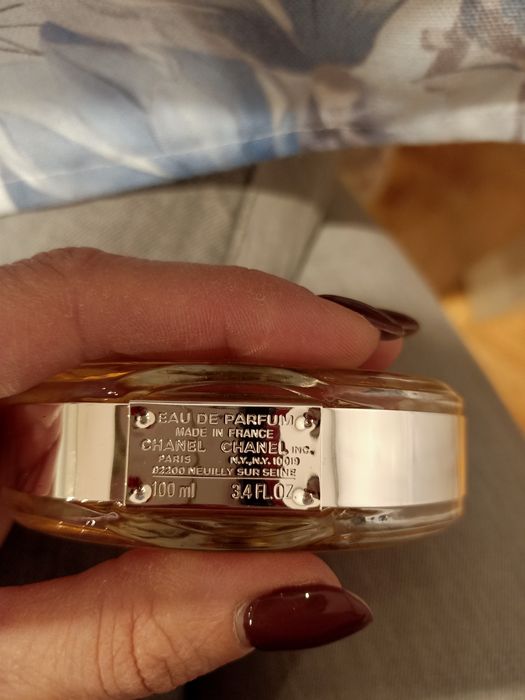 EAU DE PARFUM
MADE IN FRANCE
CHANEL CHANEL, INC.
PARIS N.Y., N.Y. 10019
92200 NEUILLY SUR SEINE
100 ml 3.4 FL.OZ